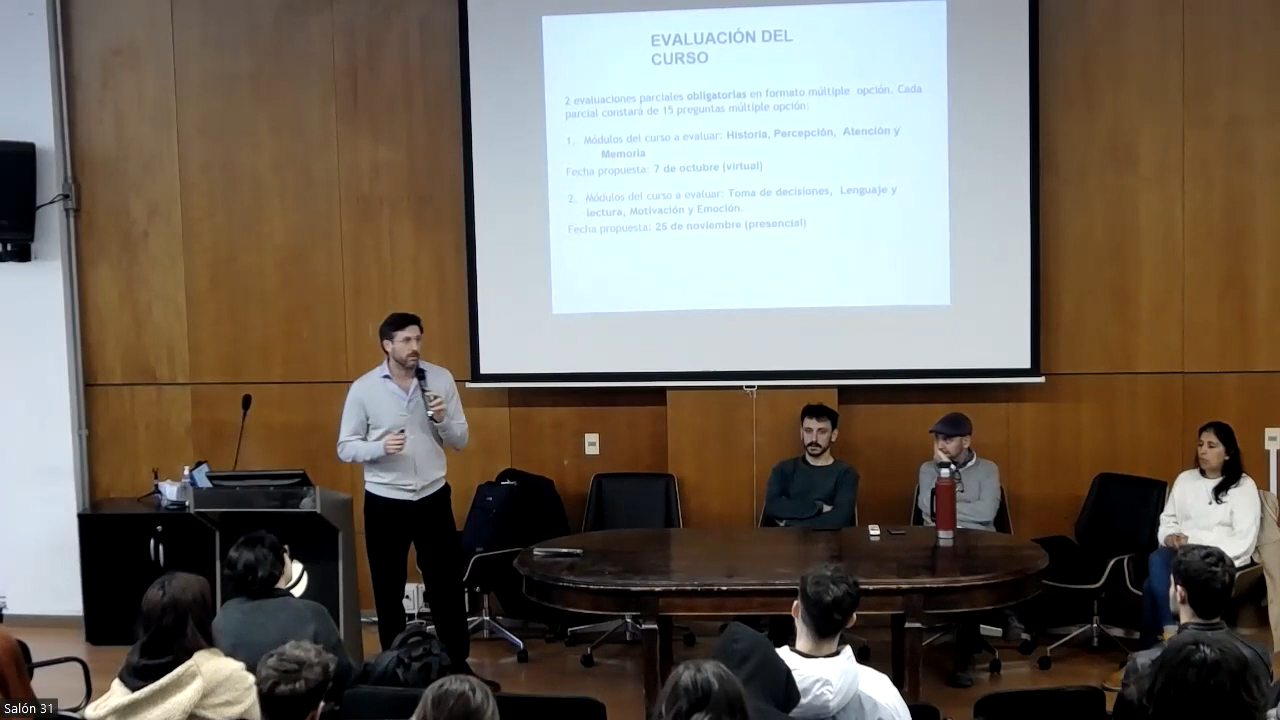 EVALUACIÓN DEL
CURSO
2 evaluaciones parciales obligatorias en formato múltiple opción. Cada
parcial constará de 15 preguntas múltiple opción:
1. Módulos del curso a evaluar: Historia, Percepción, Atención y
Memoria
Fecha propuesta: 7 de octubre (virtual)
2. Módulos del curso a evaluar: Toma de decisiones, Lenguaje y
lectura, Motivación y Emoción.
Fecha propuesta: 25 de noviembre (presencial)
Salón 31